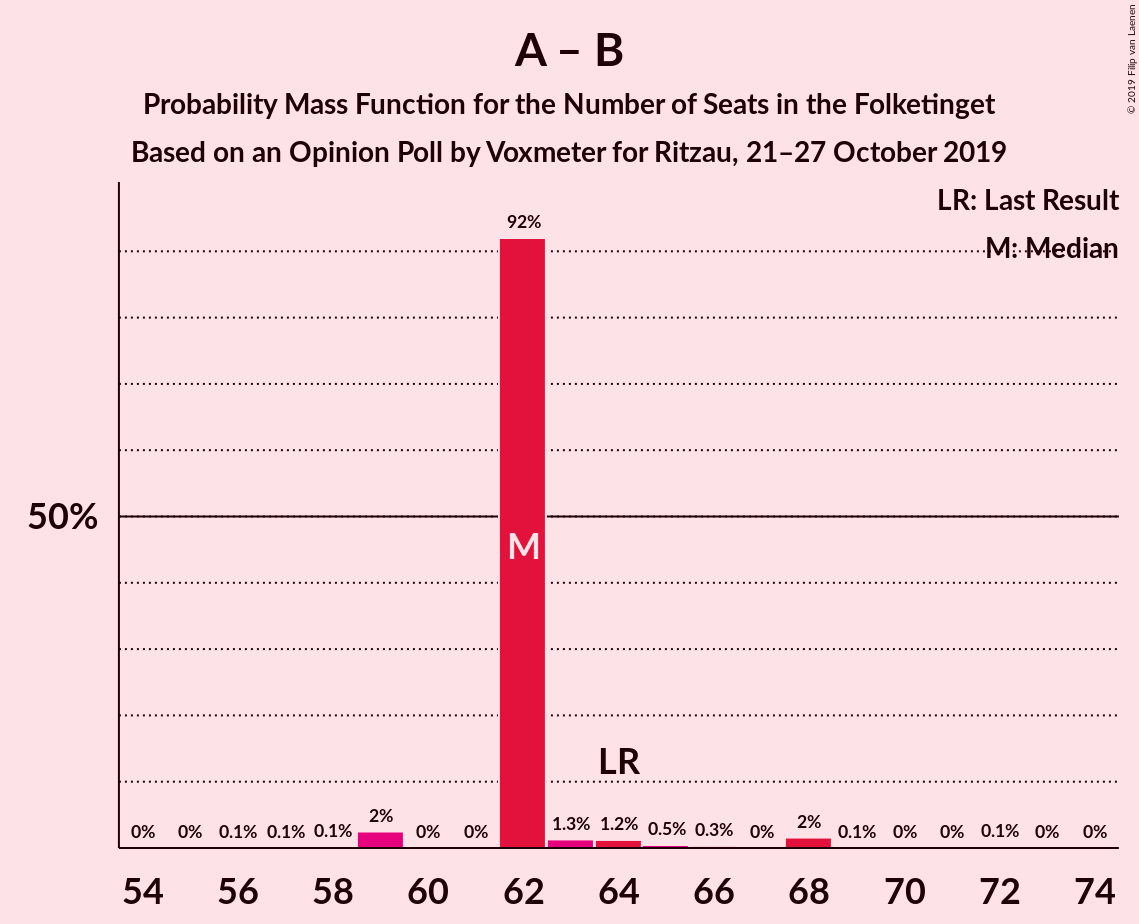 A – B
Probability Mass Function for the Number of Seats in the Folketinget
Based on an Opinion Poll by Voxmeter for Ritzau, 21–27 October 2019
© 2019 Filip van Laenen
LR: Last Result
M: Median
92%
50%
M
LR
0% 0% 0.1% 0.1% 0.1% 2% 0% 0% 1.3% 1.2% 0.5% 0.3% 0% 2% 0.1% 0% 0% 0.1% 0% 0%
54 56 58 60 62 64 66 68 70 72 74